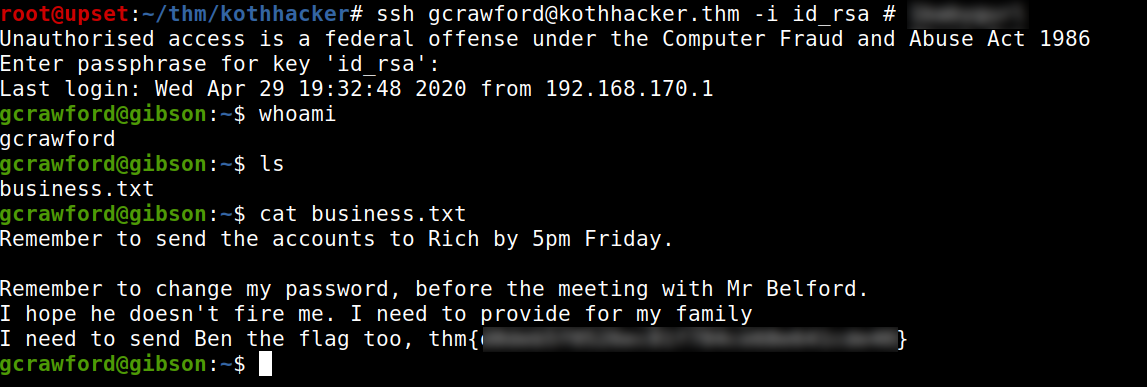 root@upset:~/thm/kothhacker# ssh gcrawford@kothhacker.thm -i id_rsa #
Unauthorised access is a federal offense under the Computer Fraud and Abuse Act 1986
Enter passphrase for key 'id_rsa':
Last login: Wed Apr 29 19:32:48 2020 from 192.168.170.1
gcrawford@gibson:~$ whoami
gcrawford
gcrawford@gibson:~$ ls
business.txt
gcrawford@gibson:~$ cat business.txt
Remember to send the accounts to Rich by 5pm Friday.
Remember to change my password, before the meeting with Mr Belford.
I hope he doesn't fire me. I need to provide for my family
I need to send Ben the flag too, thm{}
gcrawford@gibson:~$